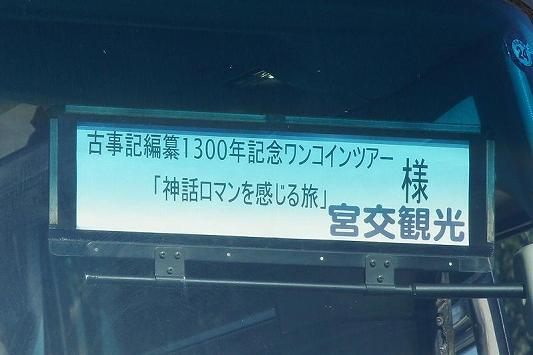 古事記編纂1300年記念ワンコインツアー
「神話ロマンを感じる旅」
様
宮交観光
24